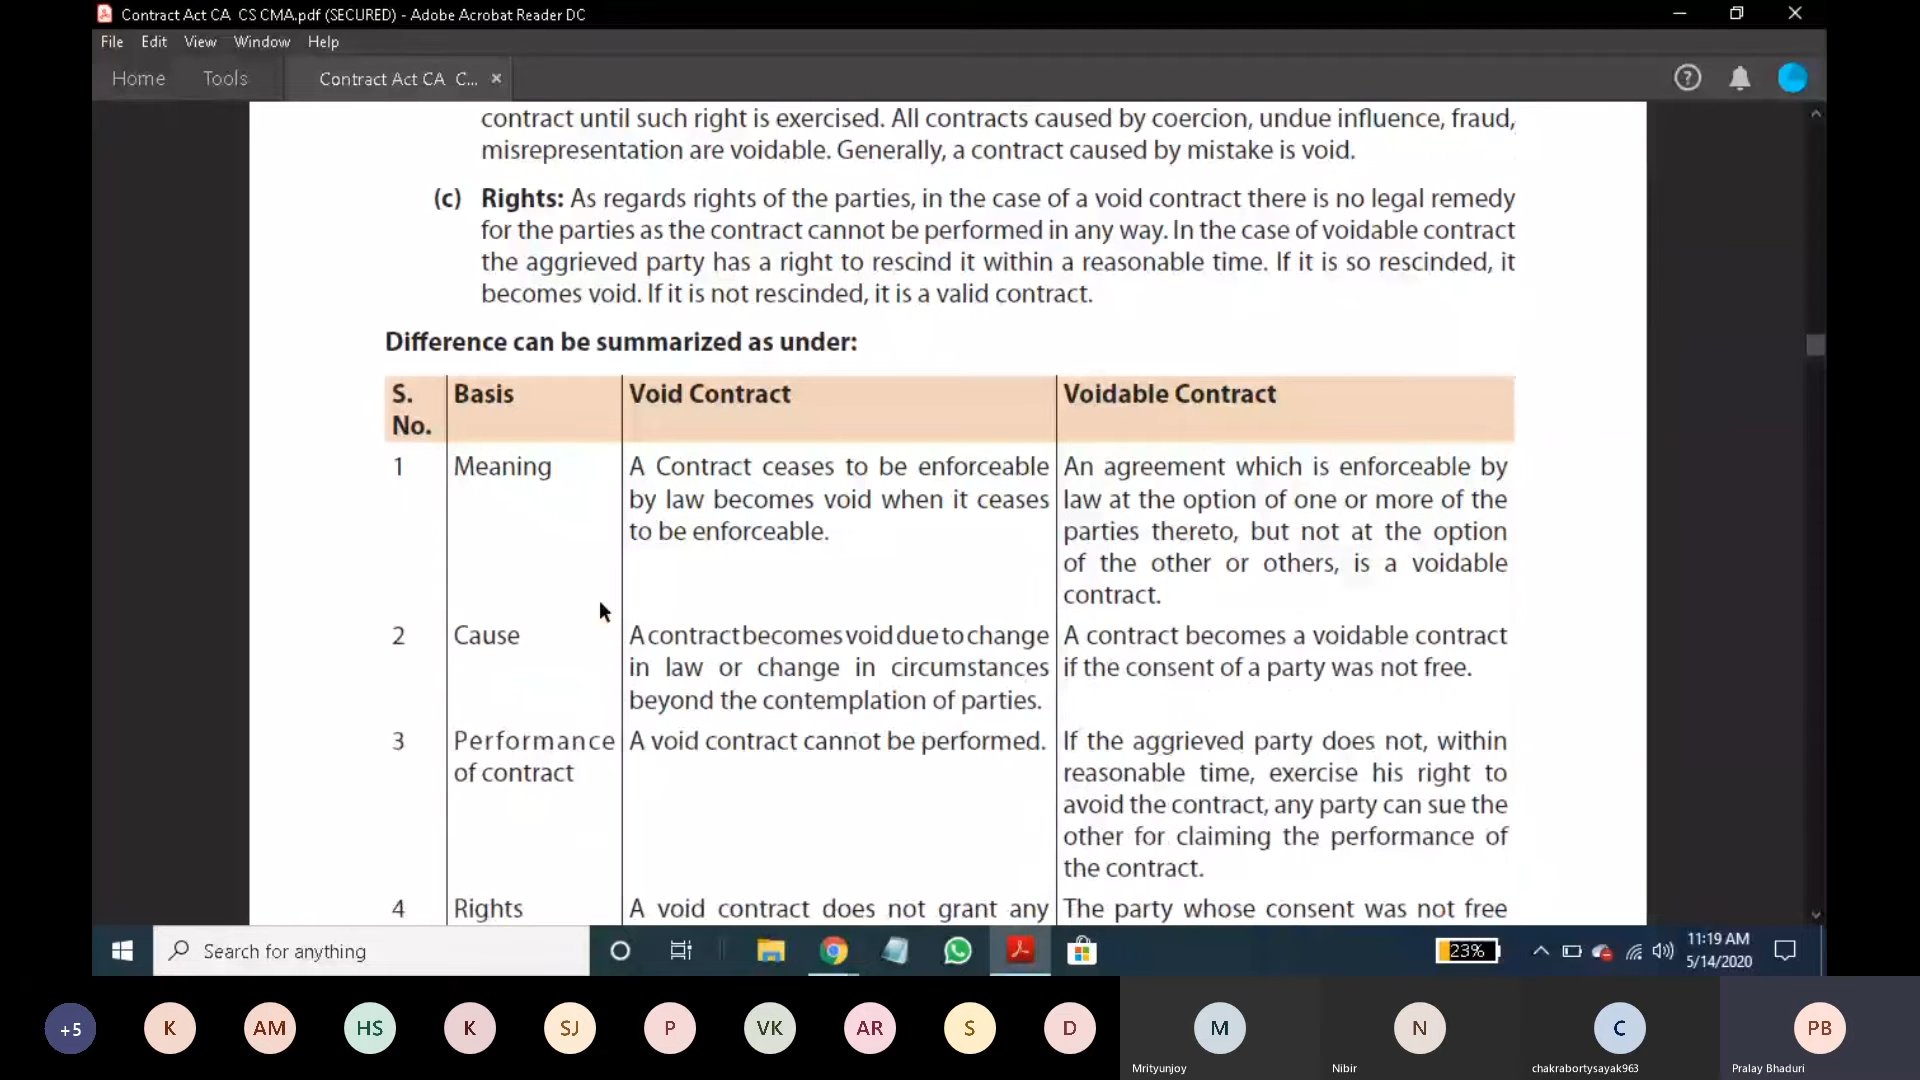 Contract Act CA  CS CMA.pdf (SECURED) - Adobe Acrobat Reader DC
File Edit View Window Help
Home Tools Contract Act CA  C... ×
contract until such right is exercised. All contracts caused by coercion, undue influence, fraud,
misrepresentation are voidable. Generally, a contract caused by mistake is void.
(c) Rights: As regards rights of the parties, in the case of a void contract there is no legal remedy
for the parties as the contract cannot be performed in any way. In the case of voidable contract
the aggrieved party has a right to rescind it within a reasonable time. If it is so rescinded, it
becomes void. If it is not rescinded, it is a valid contract.
Difference can be summarized as under:
S. No. Basis Void Contract Voidable Contract
1 Meaning
A Contract ceases to be enforceable
by law becomes void when it ceases
to be enforceable.
An agreement which is enforceable by
law at the option of one or more of the
parties thereto, but not at the option
of the other or others, is a voidable
contract.
2 Cause
A contract becomes void due to change
in law or change in circumstances
beyond the contemplation of parties.
A contract becomes a voidable contract
if the consent of a party was not free.
3 Performance
of contract
A void contract cannot be performed.
If the aggrieved party does not, within
reasonable time, exercise his right to
avoid the contract, any party can sue the
other for claiming the performance of
the contract.
4 Rights
A void contract does not grant any
The party whose consent was not free
Search for anything
23%
11:19 AM
5/14/2020
+5 K AM HS K SJ P VK AR S D M N C PB
Mrityunjoy Nibir chakrabortysayak963 Pralay Bhaduri